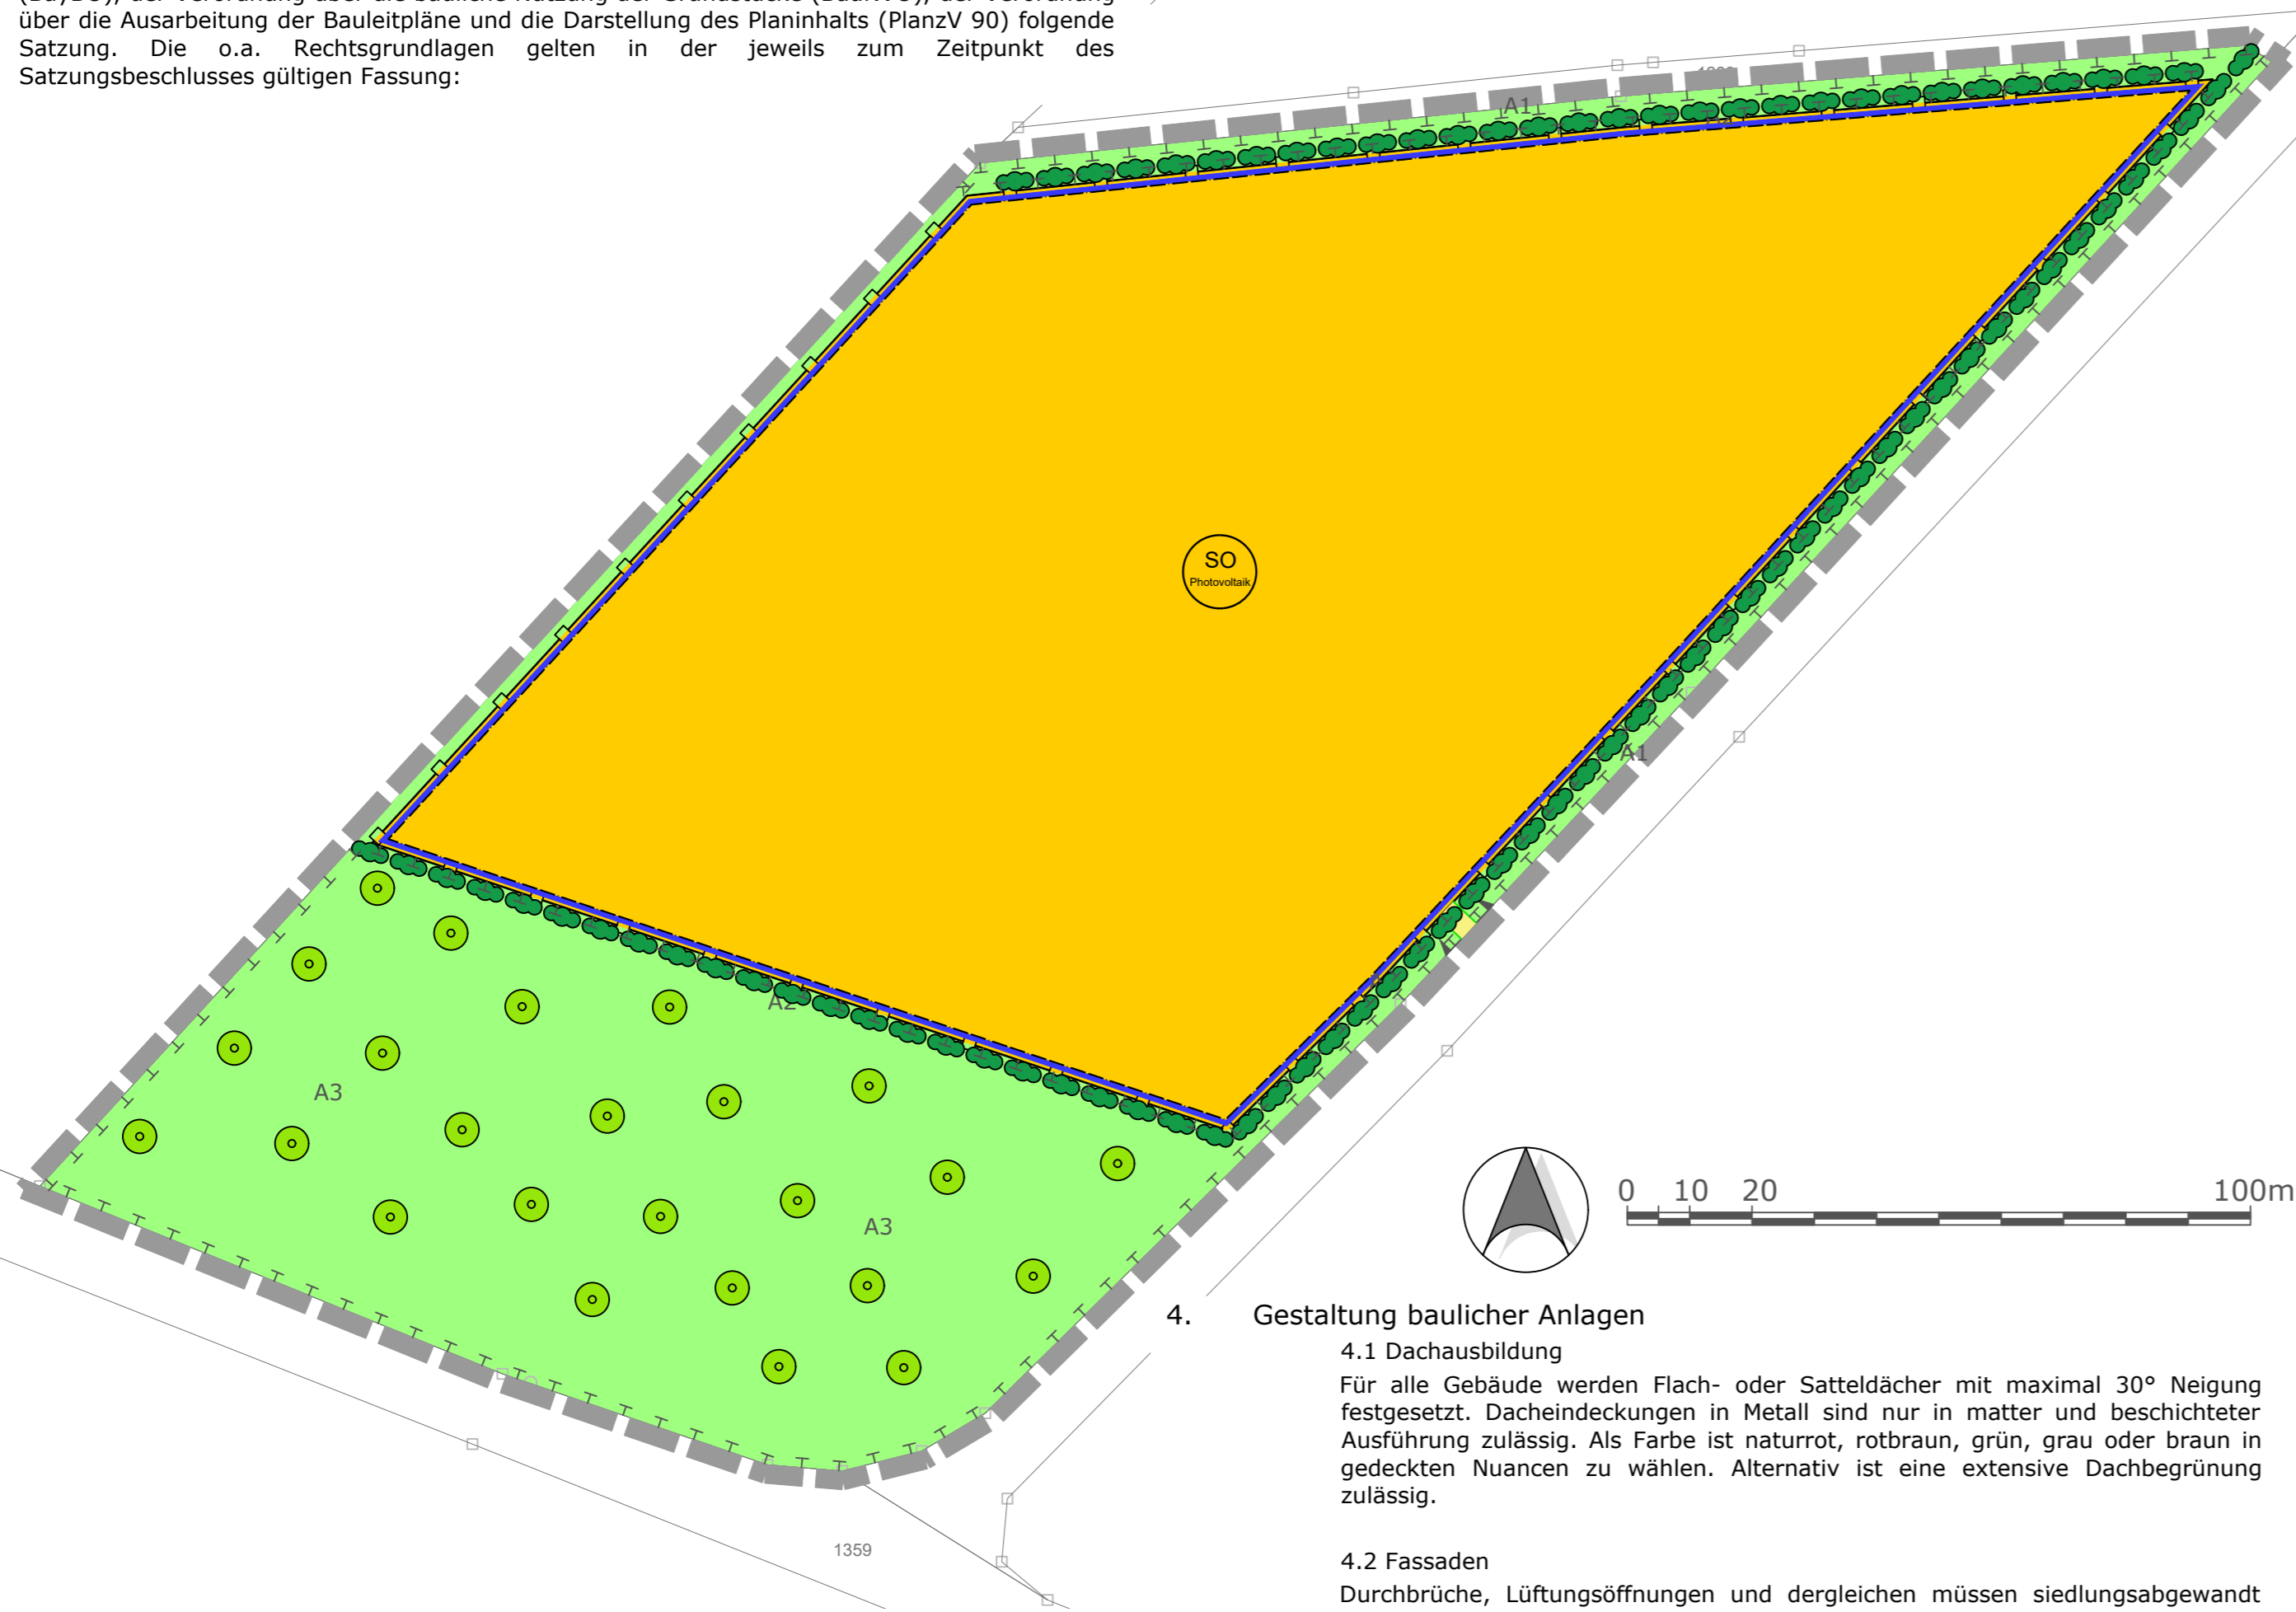 über die Ausarbeitung der Bauleitpläne und die Darstellung des Planinhalts (PlanzV 90) folgende
Satzung. Die o.a. Rechtsgrundlagen gelten in der jeweils zum Zeitpunkt des
Satzungsbeschlusses gültigen Fassung:
A1
SO
Photovoltaik
A1
A2
A3
A3
0 10 20 100m
4. Gestaltung baulicher Anlagen
4.1 Dachausbildung
Für alle Gebäude werden Flach- oder Satteldächer mit maximal 30° Neigung
festgesetzt. Dacheindeckungen in Metall sind nur in matter und beschichteter
Ausführung zulässig. Als Farbe ist naturrot, rotbraun, grün, grau oder braun in
gedeckten Nuancen zu wählen. Alternativ ist eine extensive Dachbegrünung
zulässig.
1359
4.2 Fassaden
Durchbrüche, Lüftungsöffnungen und dergleichen müssen siedlungsabgewandt